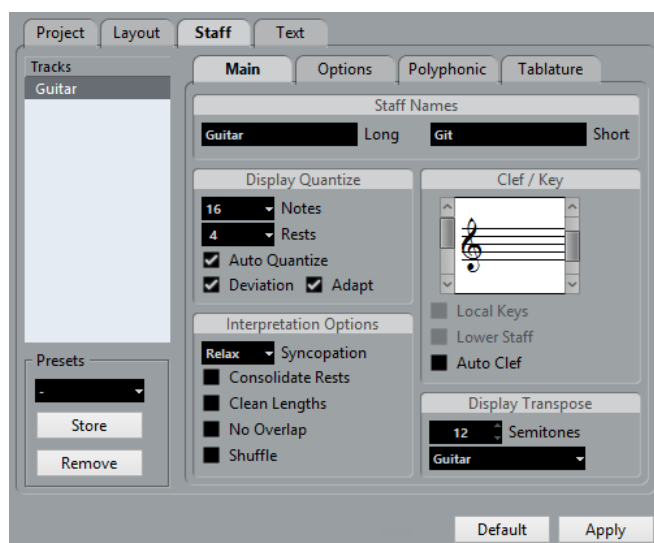 Project Layout Staff Text
Tracks
Guitar
Main Options Polyphonic Tablature
Staff Names
Guitar Long Git Short
Display Quantize
16 Notes
4 Rests
Auto Quantize
Deviation Adapt
Clef / Key
Local Keys
Lower Staff
Auto Clef
Interpretation Options
Relax Syncopation
Consolidate Rests
Clean Lengths
No Overlap
Shuffle
Display Transpose
12 Semitones
Guitar
Presets
-
Store
Remove
Default Apply